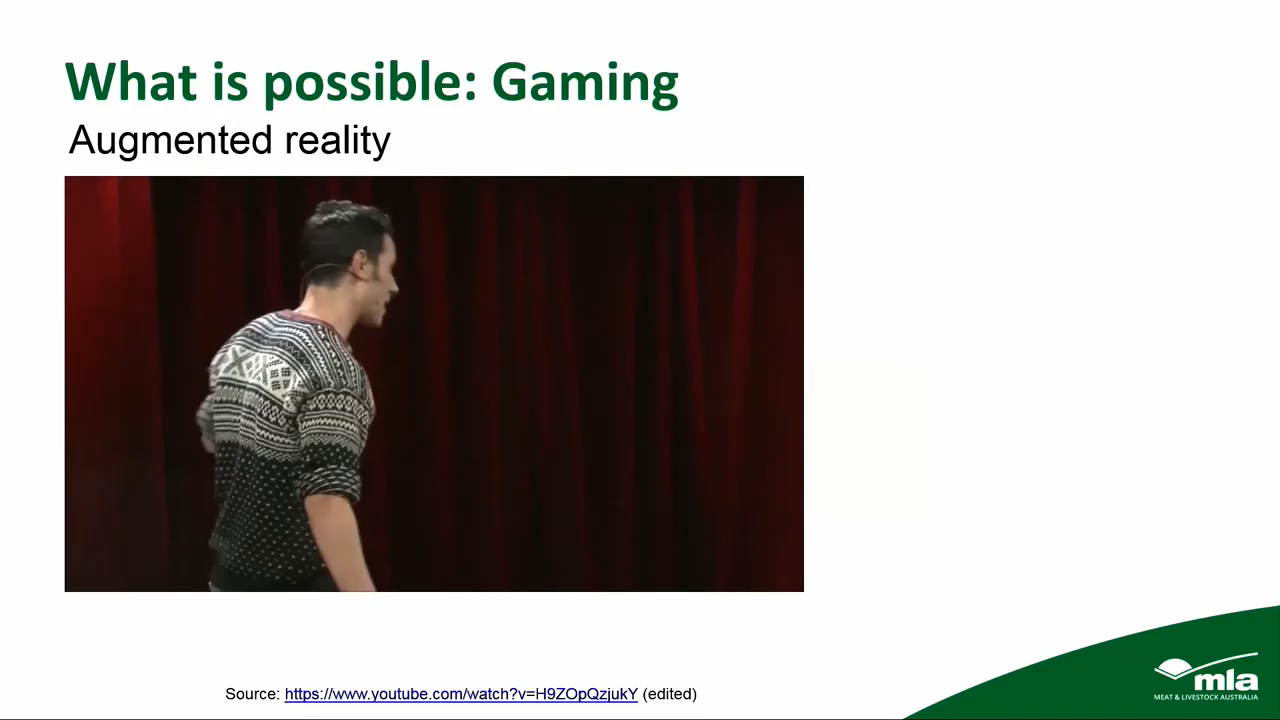 What is possible: Gaming
Augmented reality
Source: https://www.youtube.com/watch?v=H9ZOpQzjukY (edited)
mla
MEAT & LIVESTOCK AUSTRALIA